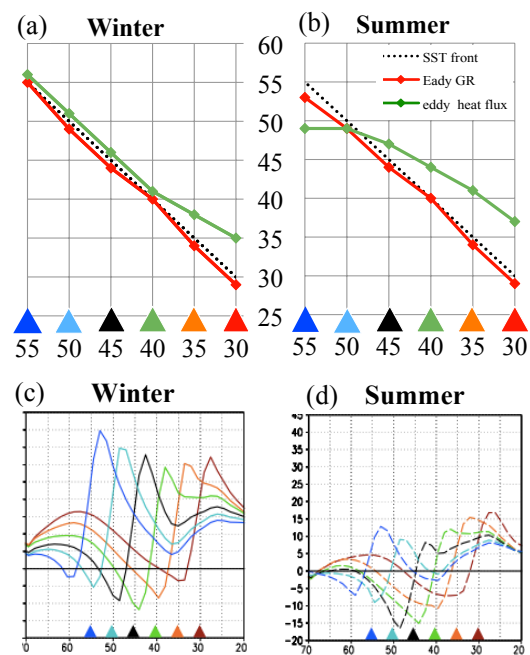 (a) Winter
(b) Summer
60
55
50
45
40
35
30
25
SST front
Eady GR
eddy heat flux
55 50 45 40 35 30
55 50 45 40 35 30
(c) Winter
(d) Summer
45
40
35
30
25
20
15
10
5
0
-5
-10
-15
-20
60 50 40 30 20
70 60 50 40 30 20